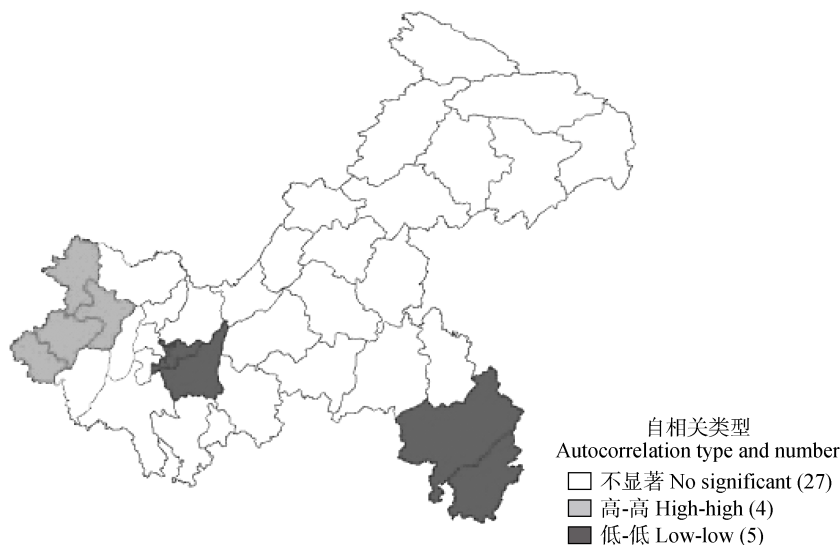 自相关类型
Autocorrelation type and number
不显著 No significant (27)
高-高 High-high (4)
低-低 Low-low (5)